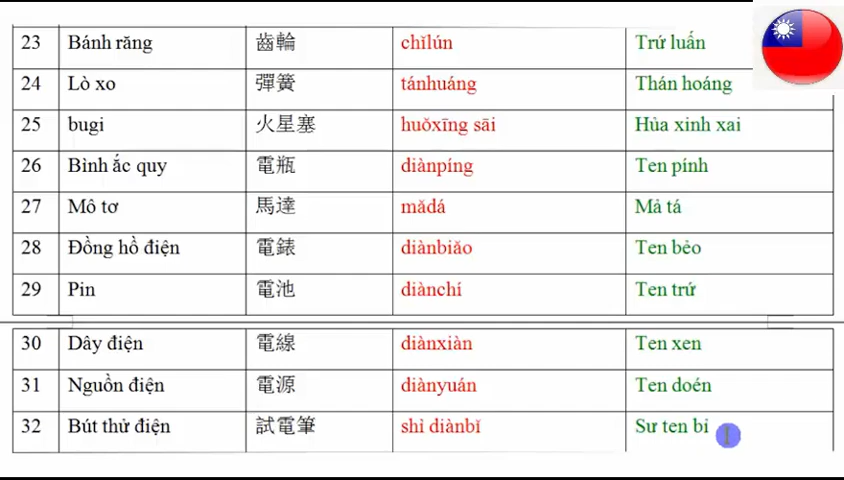 23 Bánh răng 齒輪 chǐlún Trứ luấn
24 Lò xo 彈簧 tánhuáng Thán hoáng
25 bugi 火星塞 huǒxīng sāi Hủa xinh xai
26 Bình ắc quy 電瓶 diànpíng Ten pính
27 Mô tơ 馬達 mǎdá Mả tá
28 Đồng hồ điện 電錶 diànbiǎo Ten bẻo
29 Pin 電池 diànchí Ten trứ
30 Dây điện 電線 diànxiàn Ten xen
31 Nguồn điện 電源 diànyuán Ten doén
32 Bút thử điện 試電筆 shì diànbǐ Sư ten bỉ